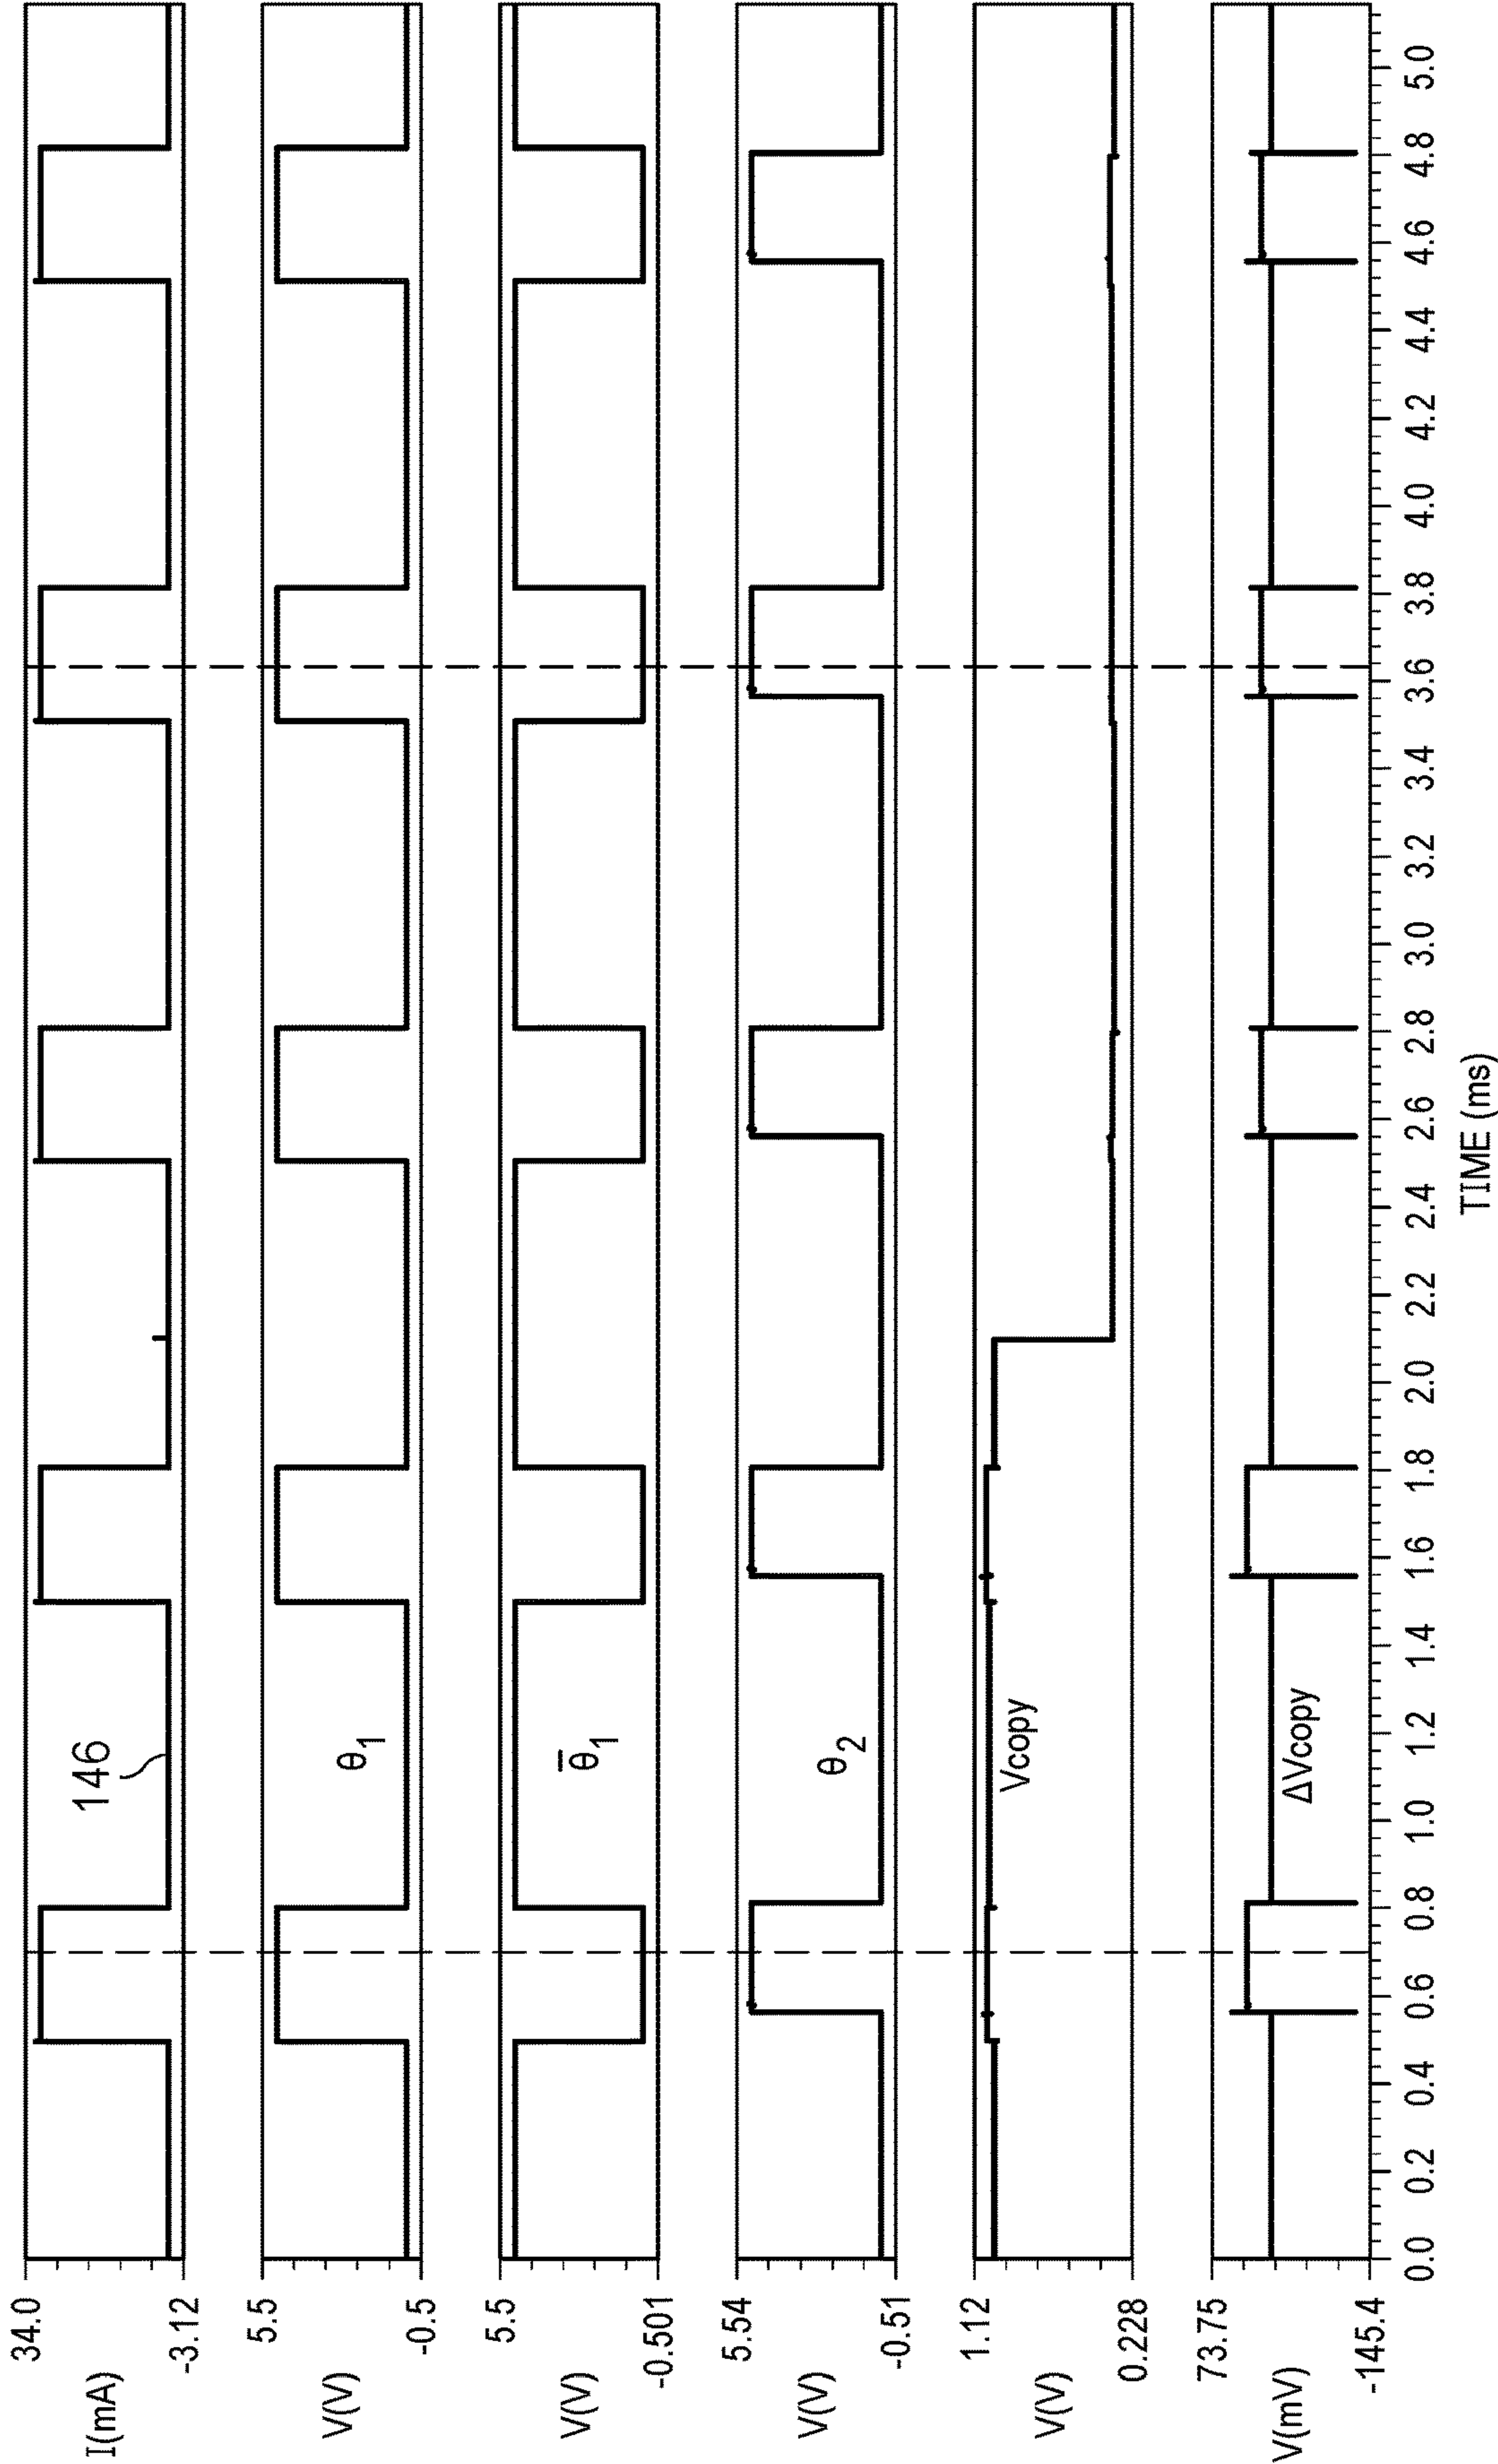 34.0
I(mA)
-3.12
146
5.5
V(V)
-0.5
θ1
5.5
V(V)
-0.501
θ̅1
5.54
V(V)
-0.51
θ2
1.12
V(V)
0.228
Vcopy
73.75
V(mV)
-145.4
ΔVcopy
0.0 0.2 0.4 0.6 0.8 1.0 1.2 1.4 1.6 1.8 2.0 2.2 2.4 2.6 2.8 3.0 3.2 3.4 3.6 3.8 4.0 4.2 4.4 4.6 4.8 5.0
TIME (ms)